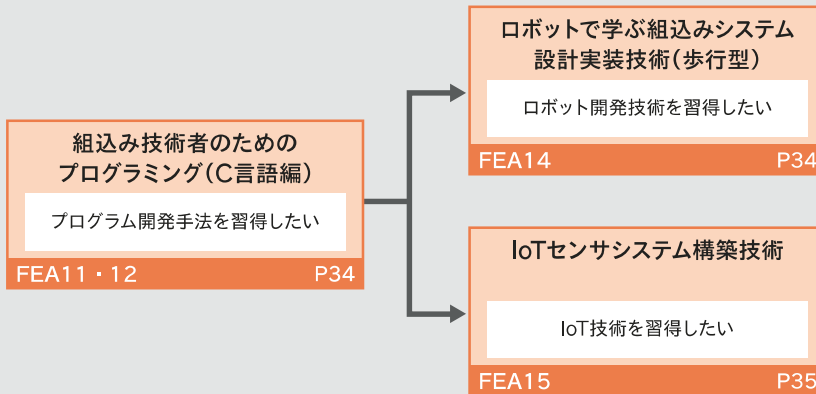 組込み技術者のための
プログラミング(C言語編)
プログラム開発手法を習得したい
FEA11・12 P34
ロボットで学ぶ組込みシステム
設計実装技術(歩行型)
ロボット開発技術を習得したい
FEA14 P34
IoTセンサシステム構築技術
IoT技術を習得したい
FEA15 P35